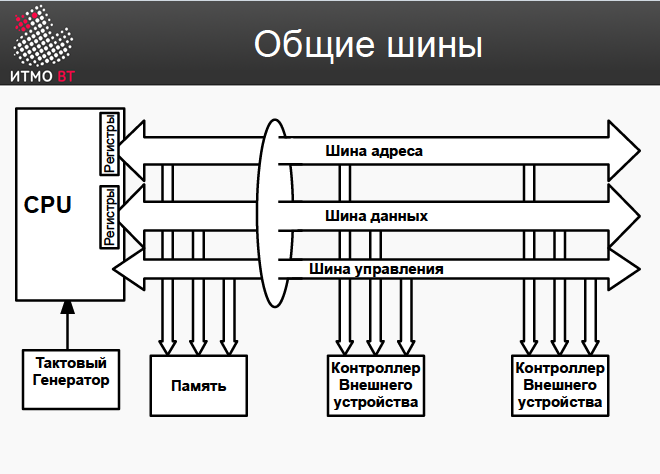 ИТМО ВТ
Общие шины
Регистры
Шина адреса
CPU
Регистры
Шина данных
Шина управления
Тактовый
Генератор
Память
Контроллер
Внешнего
устройства
Контроллер
Внешнего
устройства